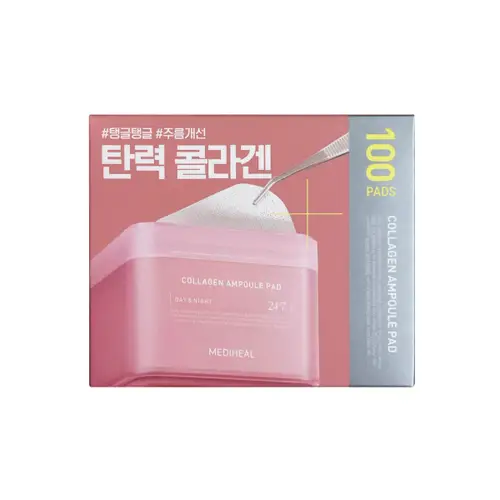 #탱글탱글 #주름개선
탄력 콜라겐
COLLAGEN AMPOULE PAD
DAY & NIGHT
24/7
MEDIHEAL
100
PADS
COLLAGEN AMPOULE PAD